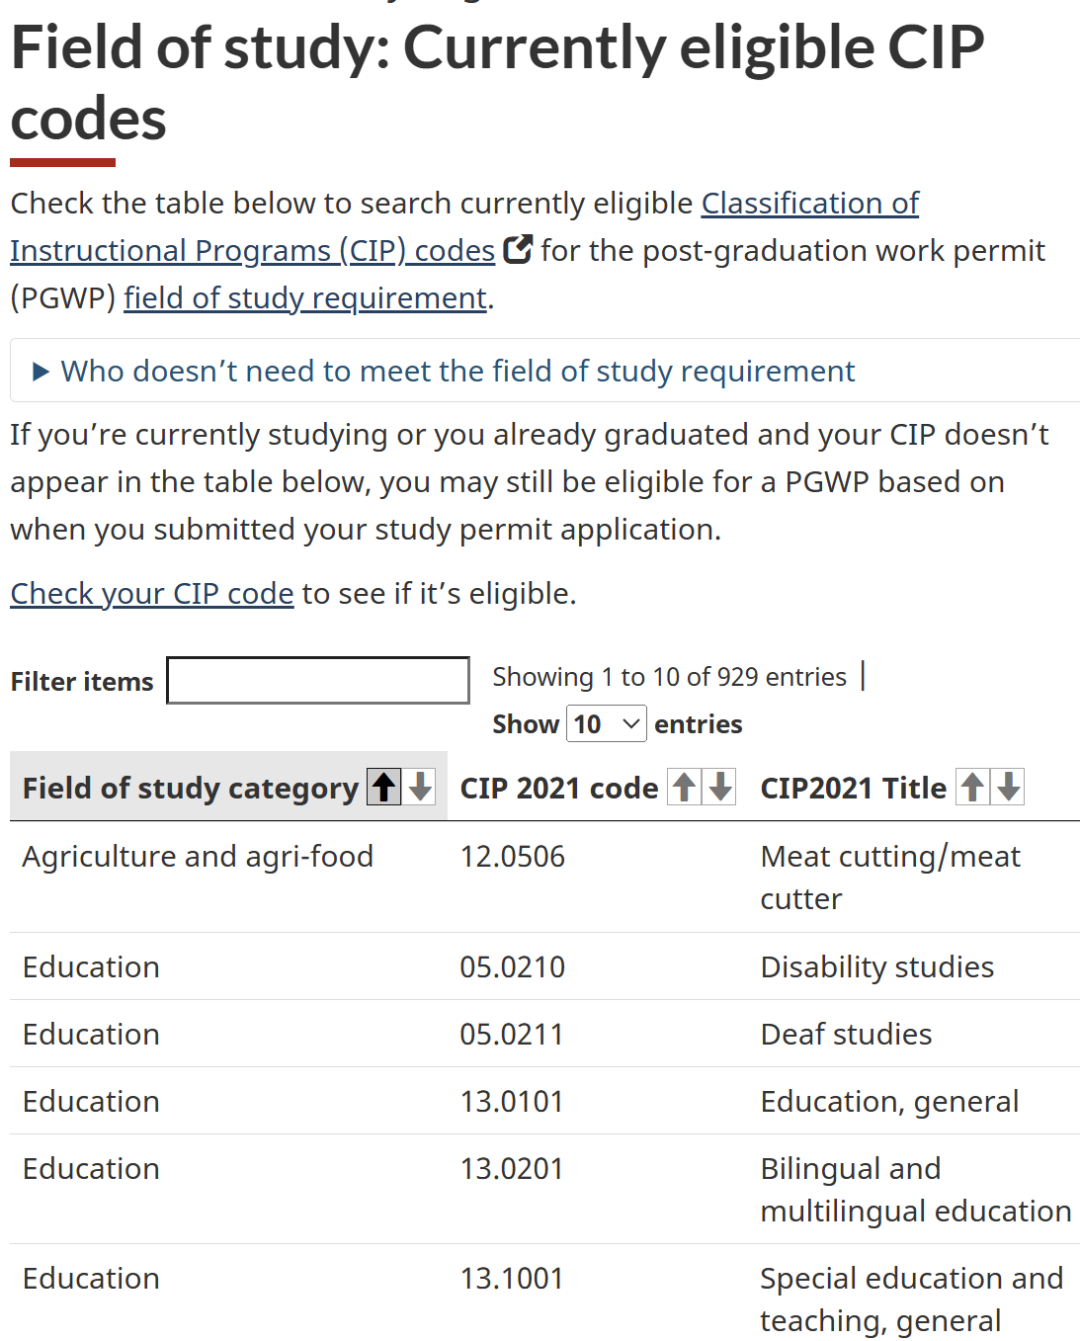 Field of study: Currently eligible CIP
codes
Check the table below to search currently eligible Classification of
Instructional Programs (CIP) codes for the post-graduation work permit
(PGWP) field of study requirement.
Who doesn’t need to meet the field of study requirement
If you’re currently studying or you already graduated and your CIP doesn’t
appear in the table below, you may still be eligible for a PGWP based on
when you submitted your study permit application.
Check your CIP code to see if it’s eligible.
Filter items Showing 1 to 10 of 929 entries |
Show 10 entries
Field of study category CIP 2021 code CIP2021 Title
Agriculture and agri-food 12.0506 Meat cutting/meat
cutter
Education 05.0210 Disability studies
Education 05.0211 Deaf studies
Education 13.0101 Education, general
Education 13.0201 Bilingual and
multilingual education
Education 13.1001 Special education and
teaching, general